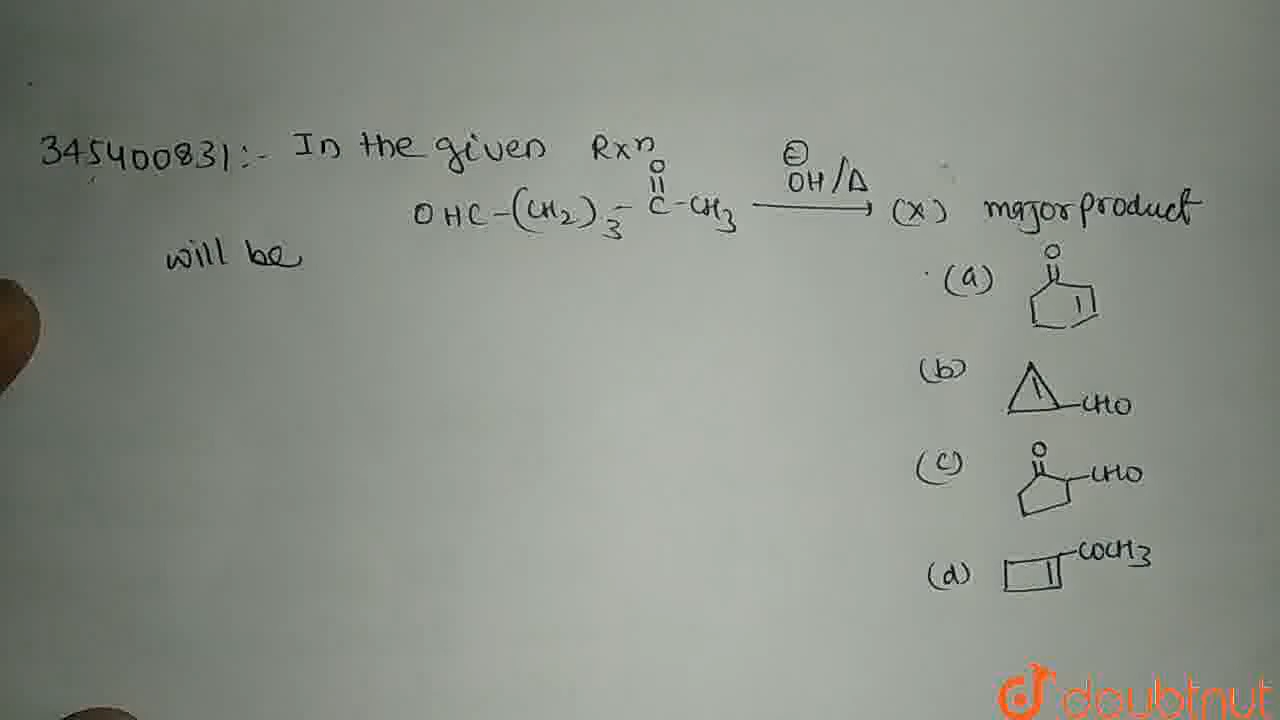 345400831:- In the given Rxn
O
OHC-(CH2)3-C-CH3 ⊖OH/Δ → (X) major product
will be
(a) O
(b) CHO
(c) O CHO
(d) COCH3
doubtnut